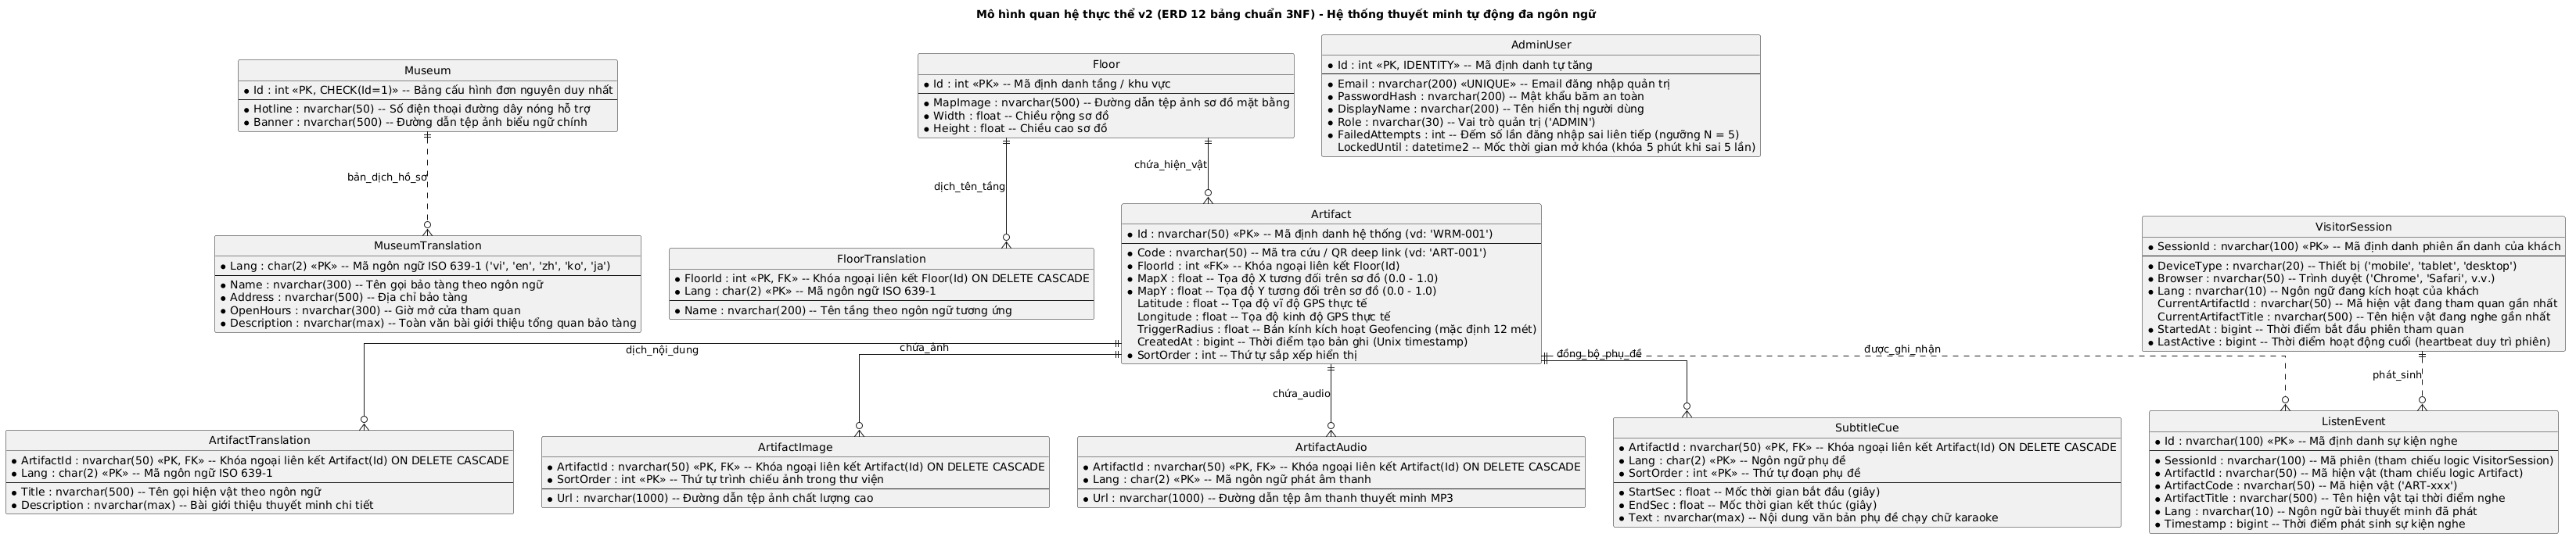 Mô hình quan hệ thực thể v2 (ERD 12 bảng chuẩn 3NF) - Hệ thống thuyết minh tự động đa ngôn ngữ
Museum
Id : int «PK, CHECK(Id=1)» -- Bảng cấu hình đơn nguyên duy nhất
Hotline : nvarchar(50) -- Số điện thoại đường dây nóng hỗ trợ
Banner : nvarchar(500) -- Đường dẫn tệp ảnh biểu ngữ chính
Floor
Id : int «PK» -- Mã định danh tầng / khu vực
MapImage : nvarchar(500) -- Đường dẫn tệp ảnh sơ đồ mặt bằng
Width : float -- Chiều rộng sơ đồ
Height : float -- Chiều cao sơ đồ
AdminUser
Id : int «PK, IDENTITY» -- Mã định danh tự tăng
Email : nvarchar(200) «UNIQUE» -- Email đăng nhập quản trị
PasswordHash : nvarchar(200) -- Mật khẩu băm an toàn
DisplayName : nvarchar(200) -- Tên hiển thị người dùng
Role : nvarchar(30) -- Vai trò quản trị ('ADMIN')
FailedAttempts : int -- Đếm số lần đăng nhập sai liên tiếp (ngưỡng N = 5)
LockedUntil : datetime2 -- Mốc thời gian mở khóa (khóa 5 phút khi sai 5 lần)
bản_dịch_hồ_sơ
dịch_tên_tầng
chứa_hiện_vật
MuseumTranslation
Lang : char(2) «PK» -- Mã ngôn ngữ ISO 639-1 ('vi', 'en', 'zh', 'ko', 'ja')
Name : nvarchar(300) -- Tên gọi bảo tàng theo ngôn ngữ
Address : nvarchar(500) -- Địa chỉ bảo tàng
OpenHours : nvarchar(300) -- Giờ mở cửa tham quan
Description : nvarchar(max) -- Toàn văn bài giới thiệu tổng quan bảo tàng
FloorTranslation
FloorId : int «PK, FK» -- Khóa ngoại liên kết Floor(Id) ON DELETE CASCADE
Lang : char(2) «PK» -- Mã ngôn ngữ ISO 639-1
Name : nvarchar(200) -- Tên tầng theo ngôn ngữ tương ứng
Artifact
Id : nvarchar(50) «PK» -- Mã định danh hệ thống (vd: 'WRM-001')
Code : nvarchar(50) -- Mã tra cứu / QR deep link (vd: 'ART-001')
FloorId : int «FK» -- Khóa ngoại liên kết Floor(Id)
MapX : float -- Tọa độ X tương đối trên sơ đồ (0.0 - 1.0)
MapY : float -- Tọa độ Y tương đối trên sơ đồ (0.0 - 1.0)
Latitude : float -- Tọa độ vĩ độ GPS thực tế
Longitude : float -- Tọa độ kinh độ GPS thực tế
TriggerRadius : float -- Bán kính kích hoạt Geofencing (mặc định 12 mét)
CreatedAt : bigint -- Thời điểm tạo bản ghi (Unix timestamp)
SortOrder : int -- Thứ tự sắp xếp hiển thị
VisitorSession
SessionId : nvarchar(100) «PK» -- Mã định danh phiên ẩn danh của khách
DeviceType : nvarchar(20) -- Thiết bị ('mobile', 'tablet', 'desktop')
Browser : nvarchar(50) -- Trình duyệt ('Chrome', 'Safari', v.v.)
Lang : nvarchar(10) -- Ngôn ngữ đang kích hoạt của khách
CurrentArtifactId : nvarchar(50) -- Mã hiện vật đang tham quan gần nhất
CurrentArtifactTitle : nvarchar(500) -- Tên hiện vật đang nghe gần nhất
StartedAt : bigint -- Thời điểm bắt đầu phiên tham quan
LastActive : bigint -- Thời điểm hoạt động cuối (heartbeat duy trì phiên)
dịch_nội_dung
chứa_ảnh
chứa_audio
đồng_bộ_phụ_đề
được_ghi_nhận
phát_sinh
ArtifactTranslation
ArtifactId : nvarchar(50) «PK, FK» -- Khóa ngoại liên kết Artifact(Id) ON DELETE CASCADE
Lang : char(2) «PK» -- Mã ngôn ngữ ISO 639-1
Title : nvarchar(500) -- Tên gọi hiện vật theo ngôn ngữ
Description : nvarchar(max) -- Bài giới thiệu thuyết minh chi tiết
ArtifactImage
ArtifactId : nvarchar(50) «PK, FK» -- Khóa ngoại liên kết Artifact(Id) ON DELETE CASCADE
SortOrder : int «PK» -- Thứ tự trình chiếu ảnh trong thư viện
Url : nvarchar(1000) -- Đường dẫn tệp ảnh chất lượng cao
ArtifactAudio
ArtifactId : nvarchar(50) «PK, FK» -- Khóa ngoại liên kết Artifact(Id) ON DELETE CASCADE
Lang : char(2) «PK» -- Mã ngôn ngữ phát âm thanh
Url : nvarchar(1000) -- Đường dẫn tệp âm thanh thuyết minh MP3
SubtitleCue
ArtifactId : nvarchar(50) «PK, FK» -- Khóa ngoại liên kết Artifact(Id) ON DELETE CASCADE
Lang : char(2) «PK» -- Ngôn ngữ phụ đề
SortOrder : int «PK» -- Thứ tự đoạn phụ đề
StartSec : float -- Mốc thời gian bắt đầu (giây)
EndSec : float -- Mốc thời gian kết thúc (giây)
Text : nvarchar(max) -- Nội dung văn bản phụ đề chạy chữ karaoke
ListenEvent
Id : nvarchar(100) «PK» -- Mã định danh sự kiện nghe
SessionId : nvarchar(100) -- Mã phiên (tham chiếu logic VisitorSession)
ArtifactId : nvarchar(50) -- Mã hiện vật (tham chiếu logic Artifact)
ArtifactCode : nvarchar(50) -- Mã hiện vật ('ART-xxx')
ArtifactTitle : nvarchar(500) -- Tên hiện vật tại thời điểm nghe
Lang : nvarchar(10) -- Ngôn ngữ bài thuyết minh đã phát
Timestamp : bigint -- Thời điểm phát sinh sự kiện nghe